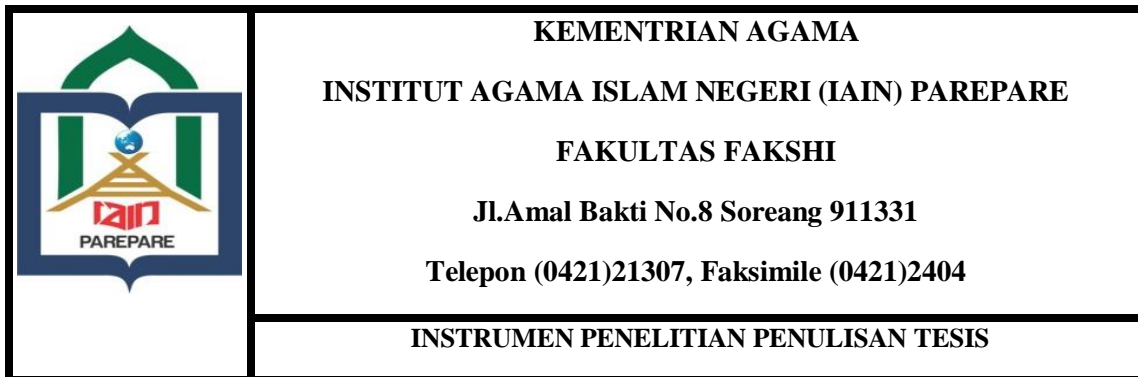 KEMENTRIAN AGAMA
INSTITUT AGAMA ISLAM NEGERI (IAIN) PAREPARE
FAKULTAS FAKSHI
Jl.Amal Bakti No.8 Soreang 911331
Telepon (0421)21307, Faksimile (0421)2404
iain
PAREPARE
INSTRUMEN PENELITIAN PENULISAN TESIS